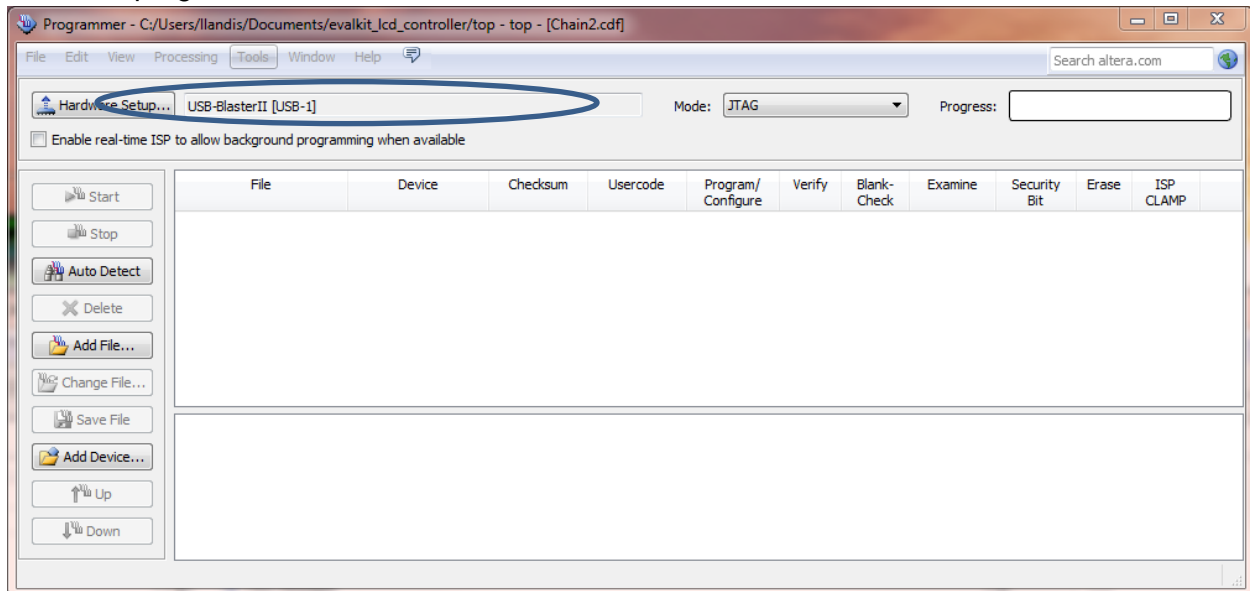 Programmer - C:/Users/llandis/Documents/evalkit_lcd_controller/top - top - [Chain2.cdf]
File Edit View Processing Tools Window Help Search altera.com
Hardware Setup... USB-BlasterII [USB-1] Mode: JTAG Progress:
Enable real-time ISP to allow background programming when available
File Device Checksum Usercode Program/ Configure Verify Blank- Check Examine Security Bit Erase ISP CLAMP
Start
Stop
Auto Detect
Delete
Add File...
Change File...
Save File
Add Device...
Up
Down